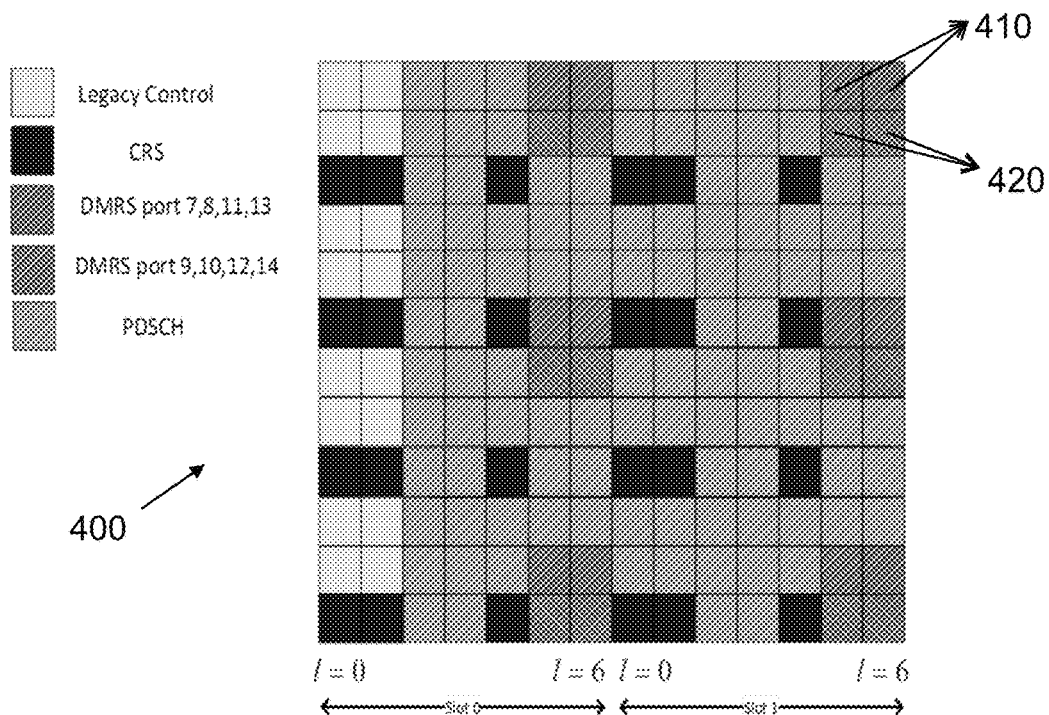 410
Legacy Control
CRS
420
DMRS port 7,8,11,13
DMRS port 9,10,12,14
PDSCH
400
l = 0 l = 6 l = 0 l = 6
Slot 0 Slot 1